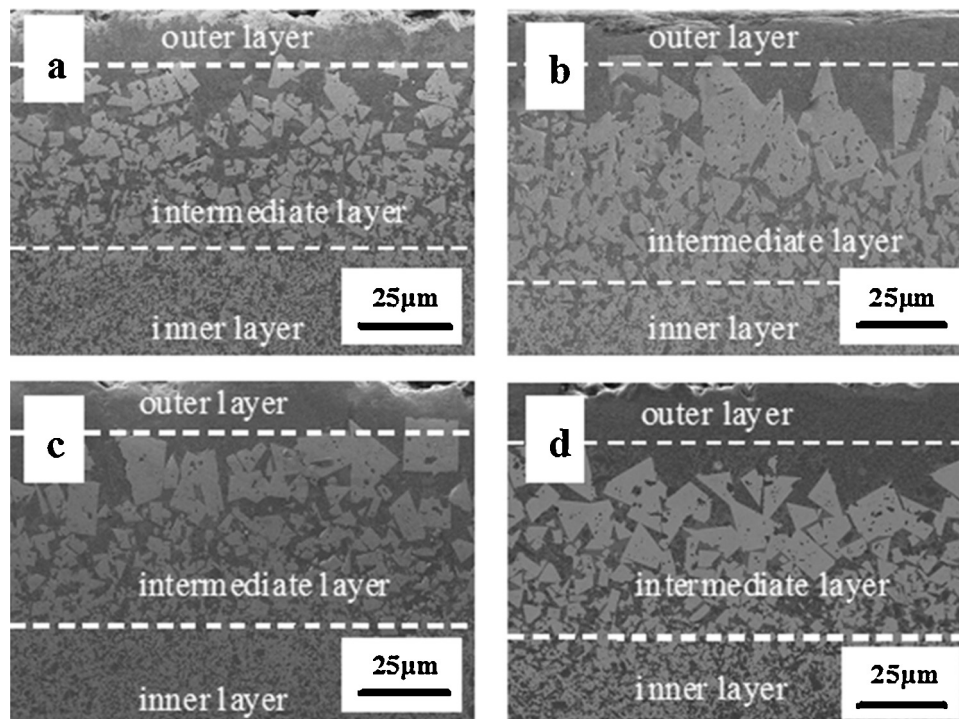 a
outer layer
intermediate layer
25μm
inner layer
b
outer layer
intermediate layer
25μm
inner layer
c
outer layer
intermediate layer
25μm
inner layer
d
outer layer
intermediate layer
25μm
inner layer